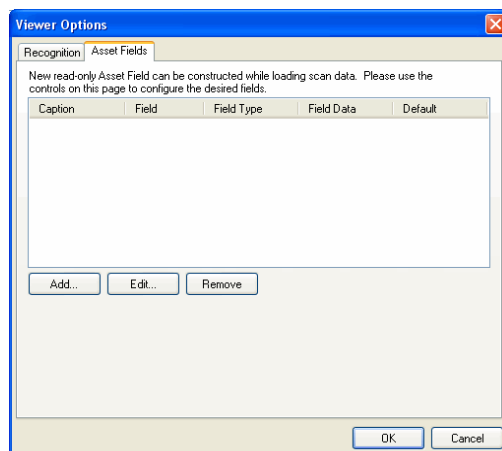 Viewer Options
Recognition Asset Fields
New read-only Asset Field can be constructed while loading scan data. Please use the
controls on this page to configure the desired fields.
Caption Field Field Type Field Data Default
Add... Edit... Remove
OK Cancel